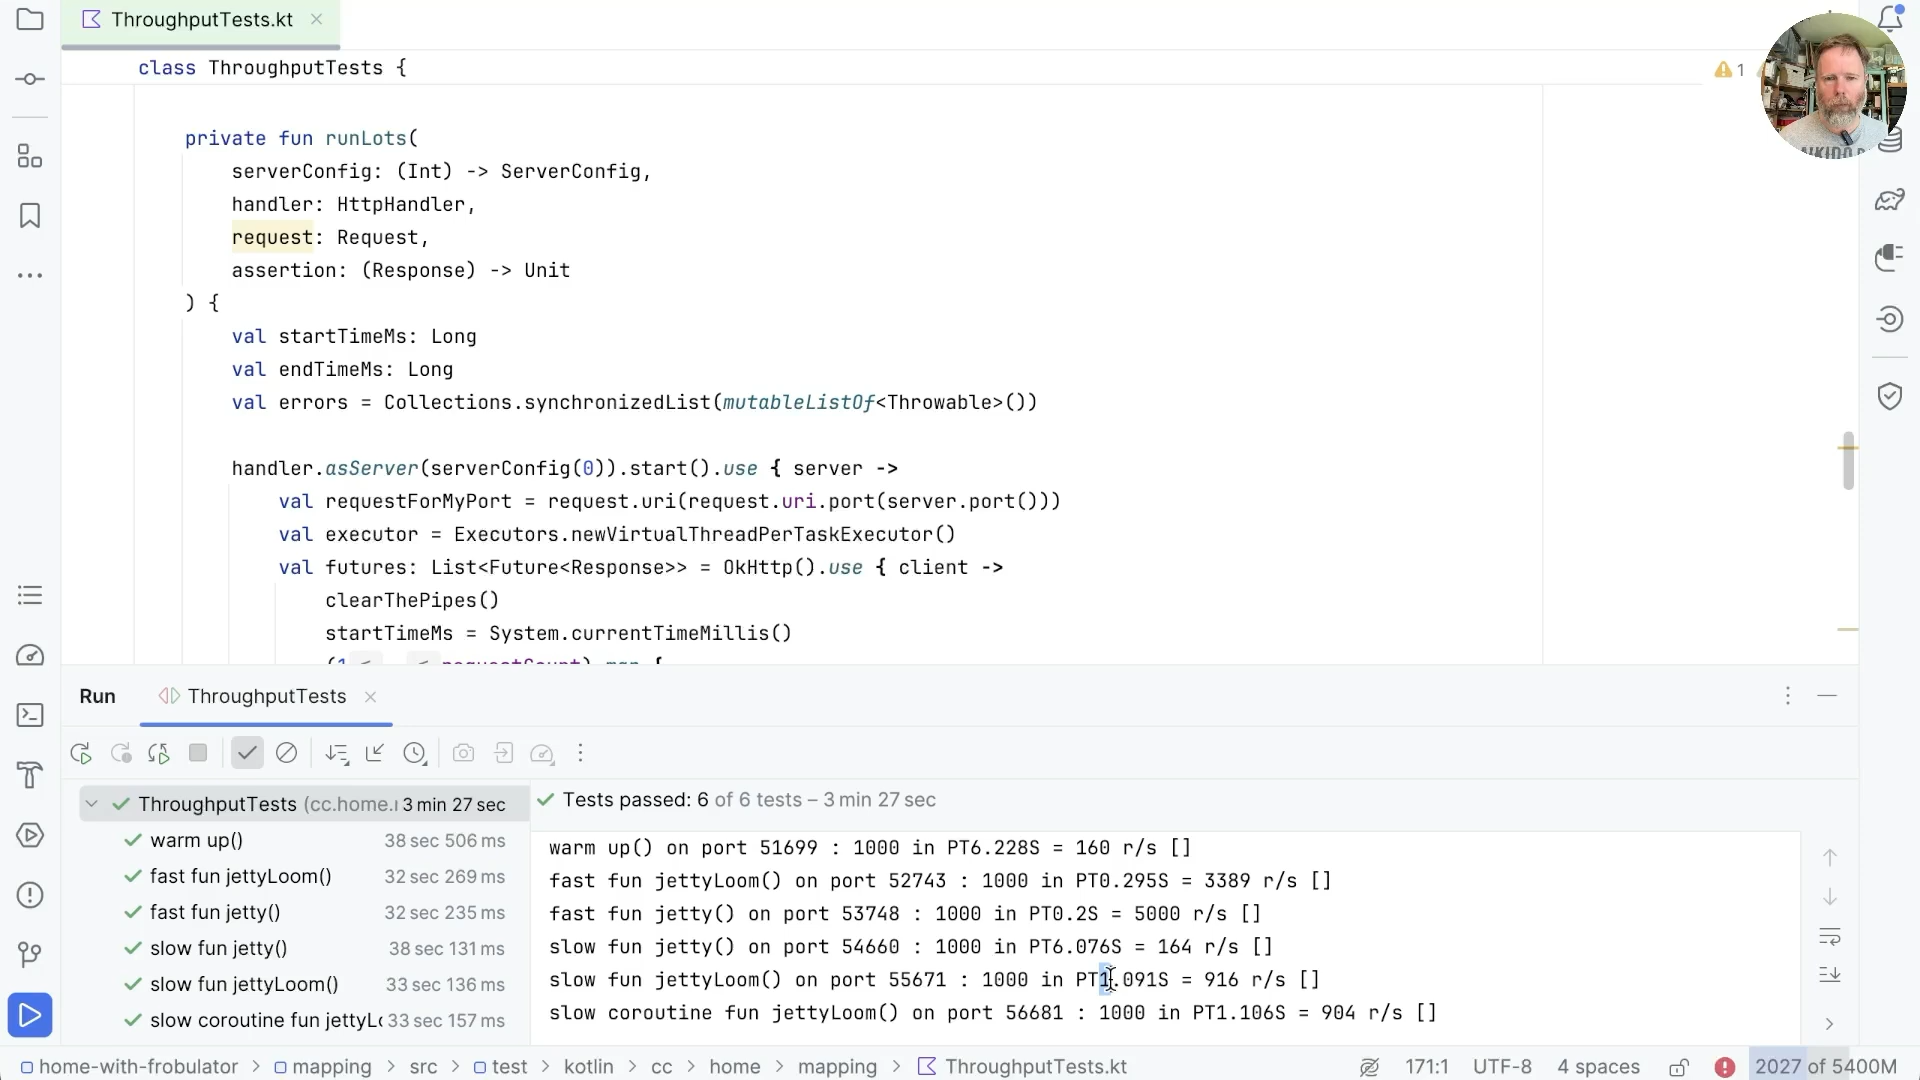 ThroughputTests.kt
class ThroughputTests {
1
private fun runLots(
serverConfig: (Int) -> ServerConfig,
handler: HttpHandler,
request: Request,
assertion: (Response) -> Unit
) {
val startTimeMs: Long
val endTimeMs: Long
val errors = Collections.synchronizedList(mutableListOf<Throwable>())
handler.asServer(serverConfig(0)).start().use { server ->
val requestForMyPort = request.uri(request.uri.port(server.port()))
val executor = Executors.newVirtualThreadPerTaskExecutor()
val futures: List<Future<Response>> = OkHttp().use { client ->
clearThePipes()
startTimeMs = System.currentTimeMillis()
Run
ThroughputTests
ThroughputTests (cc.home. 3 min 27 sec
warm up() 38 sec 506 ms
fast fun jettyLoom() 32 sec 269 ms
fast fun jetty() 32 sec 235 ms
slow fun jetty() 38 sec 131 ms
slow fun jettyLoom() 33 sec 136 ms
slow coroutine fun jettyL 33 sec 157 ms
Tests passed: 6 of 6 tests – 3 min 27 sec
warm up() on port 51699 : 1000 in PT6.228S = 160 r/s []
fast fun jettyLoom() on port 52743 : 1000 in PT0.295S = 3389 r/s []
fast fun jetty() on port 53748 : 1000 in PT0.2S = 5000 r/s []
slow fun jetty() on port 54660 : 1000 in PT6.076S = 164 r/s []
slow fun jettyLoom() on port 55671 : 1000 in PT1.091S = 916 r/s []
slow coroutine fun jettyLoom() on port 56681 : 1000 in PT1.106S = 904 r/s []
home-with-frobulator > mapping > src > test > kotlin > cc > home > mapping > ThroughputTests.kt
171:1 UTF-8 4 spaces 2027 of 5400M